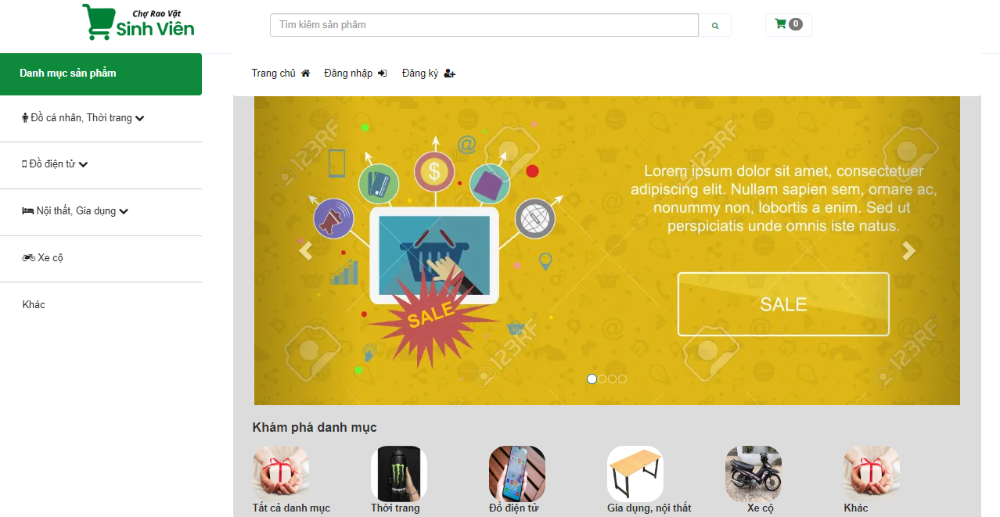 Chợ Rao Vặt
Sinh Viên
Tìm kiếm sản phẩm
0
Danh mục sản phẩm
Trang chủ
Đăng nhập
Đăng ký
Đồ cá nhân, Thời trang
Đồ điện tử
Nội thất, Gia dụng
Xe cộ
Khác
123RF
123RF
@
$
Lorem ipsum dolor sit amet, consectetuer
adipiscing elit. Nullam sapien sem, ornare ac,
nonummy non, lobortis a enim. Sed ut
perspiciatis unde omnis iste natus.
SALE
SALE
123RF
123RF
Khám phá danh mục
Tất cả danh mục
Thời trang
Đồ điện tử
Gia dụng, nội thất
Xe cộ
Khác